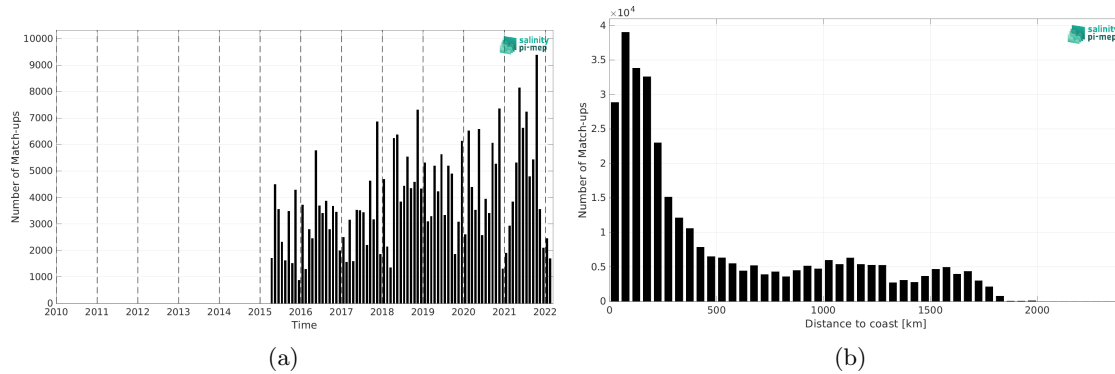 10000
9000
8000
7000
6000
5000
4000
3000
2000
1000
0
Number of Match-ups
2010 2011 2012 2013 2014 2015 2016 2017 2018 2019 2020 2021 2022
Time
salinity
pi-mep
(a)
×10⁴
4
3.5
3
2.5
2
1.5
1
0.5
0
Number of Match-ups
0 500 1000 1500 2000
Distance to coast [km]
salinity
pi-mep
(b)